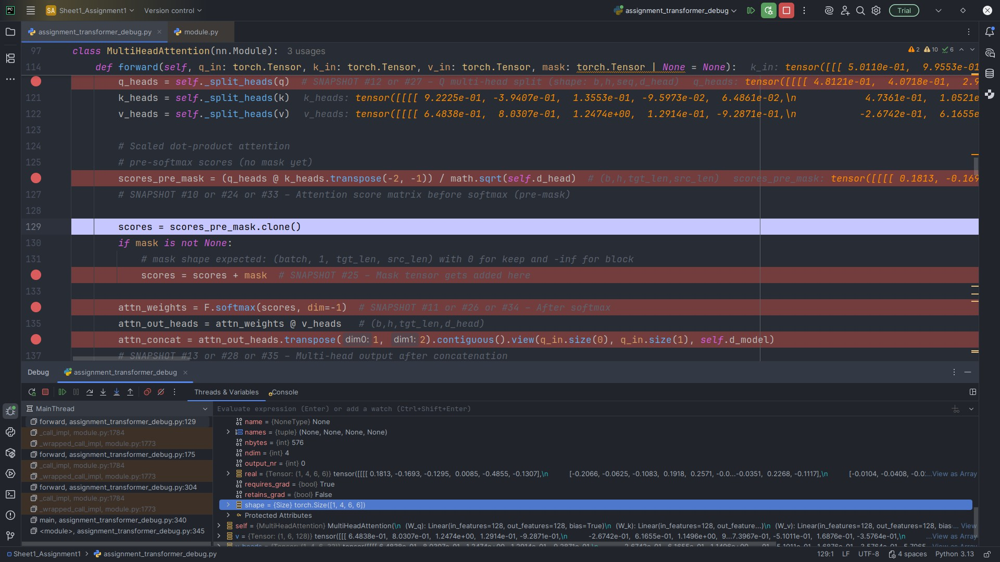 PC SA Sheet1_Assignment1 Version control assignment_transformer_debug Trial
assignment_transformer_debug.py module.py
97 class MultiHeadAttention(nn.Module): 3 usages 2 10 6
114 def forward(self, q_in: torch.Tensor, k_in: torch.Tensor, v_in: torch.Tensor, mask: torch.Tensor | None = None): k_in: tensor([[[ 5.0110e-01, 9.9553e-01
q_heads = self._split_heads(q) # SNAPSHOT #12 or #27 – Q multi-head split (shape: b,h,seq,d_head) q_heads: tensor([[[[ 4.8121e-01, 4.0718e-01, 2.9
121 k_heads = self._split_heads(k) k_heads: tensor([[[[ 9.2225e-01, -3.9407e-01, 1.3553e-01, -9.5973e-02, 6.4861e-02,\n 4.7361e-01, 1.0521e
122 v_heads = self._split_heads(v) v_heads: tensor([[[[ 6.4838e-01, 8.0307e-01, 1.2474e+00, 1.2914e-01, -9.2871e-01,\n -2.6742e-01, 6.1655e
123
124 # Scaled dot-product attention
125 # pre-softmax scores (no mask yet)
scores_pre_mask = (q_heads @ k_heads.transpose(-2, -1)) / math.sqrt(self.d_head) # (b,h,tgt_len,src_len) scores_pre_mask: tensor([[[[ 0.1813, -0.169
127 # SNAPSHOT #10 or #24 or #33 – Attention score matrix before softmax (pre-mask)
128
129 scores = scores_pre_mask.clone()
130 if mask is not None:
131 # mask shape expected: (batch, 1, tgt_len, src_len) with 0 for keep and -inf for block
scores = scores + mask # SNAPSHOT #25 – Mask tensor gets added here
133
attn_weights = F.softmax(scores, dim=-1) # SNAPSHOT #11 or #26 or #34 – After softmax
135 attn_out_heads = attn_weights @ v_heads # (b,h,tgt_len,d_head)
attn_concat = attn_out_heads.transpose( dim0: 1, dim1: 2).contiguous().view(q_in.size(0), q_in.size(1), self.d_model)
137 # SNAPSHOT #13 or #28 or #35 – Multi-head output after concatenation
Debug assignment_transformer_debug
Threads & Variables Console
MainThread
Evaluate expression (Enter) or add a watch (Ctrl+Shift+Enter)
forward, assignment_transformer_debug.py:129
_call_impl, module.py:1784
_wrapped_call_impl, module.py:1773
forward, assignment_transformer_debug.py:175
_call_impl, module.py:1784
_wrapped_call_impl, module.py:1773
forward, assignment_transformer_debug.py:304
_call_impl, module.py:1784
_wrapped_call_impl, module.py:1773
main, assignment_transformer_debug.py:340
<module>, assignment_transformer_debug.py:345
name = {NoneType} None
names = {tuple} (None, None, None, None)
nbytes = {int} 576
ndim = {int} 4
output_nr = {int} 0
real = {Tensor: (1, 4, 6, 6)} tensor([[[[ 0.1813, -0.1693, -0.1295, 0.0085, -0.4855, -0.1307],\n [-0.2066, -0.0625, -0.1083, 0.1918, 0.2571, -0.0...-0.0351, 0.2268, -0.1117],\n [-0.0104, -0.0408, -0.0...View as Array
requires_grad = {bool} True
retains_grad = {bool} False
shape = {Size} torch.Size([1, 4, 6, 6])
Protected Attributes
self = {MultiHeadAttention} MultiHeadAttention(\n (W_q): Linear(in_features=128, out_features=128, bias=True)\n (W_k): Linear(in_features=128, out_feature...)\n (W_v): Linear(in_features=128, out_features=128, bias... View
v = {Tensor: (1, 6, 128)} tensor([[[ 6.4838e-01, 8.0307e-01, 1.2474e+00, 1.2914e-01, -9.2871e-01,\n -2.6742e-01, 6.1655e-01, 1.1496e+00, 9...7.3967e-01, -5.1011e-01, 1.6876e-01, -3.5764e-01,\n ...View as Array
Sheet1_Assignment1 assignment_transformer_debug.py 129:1 LF UTF-8 4 spaces Python 3.13